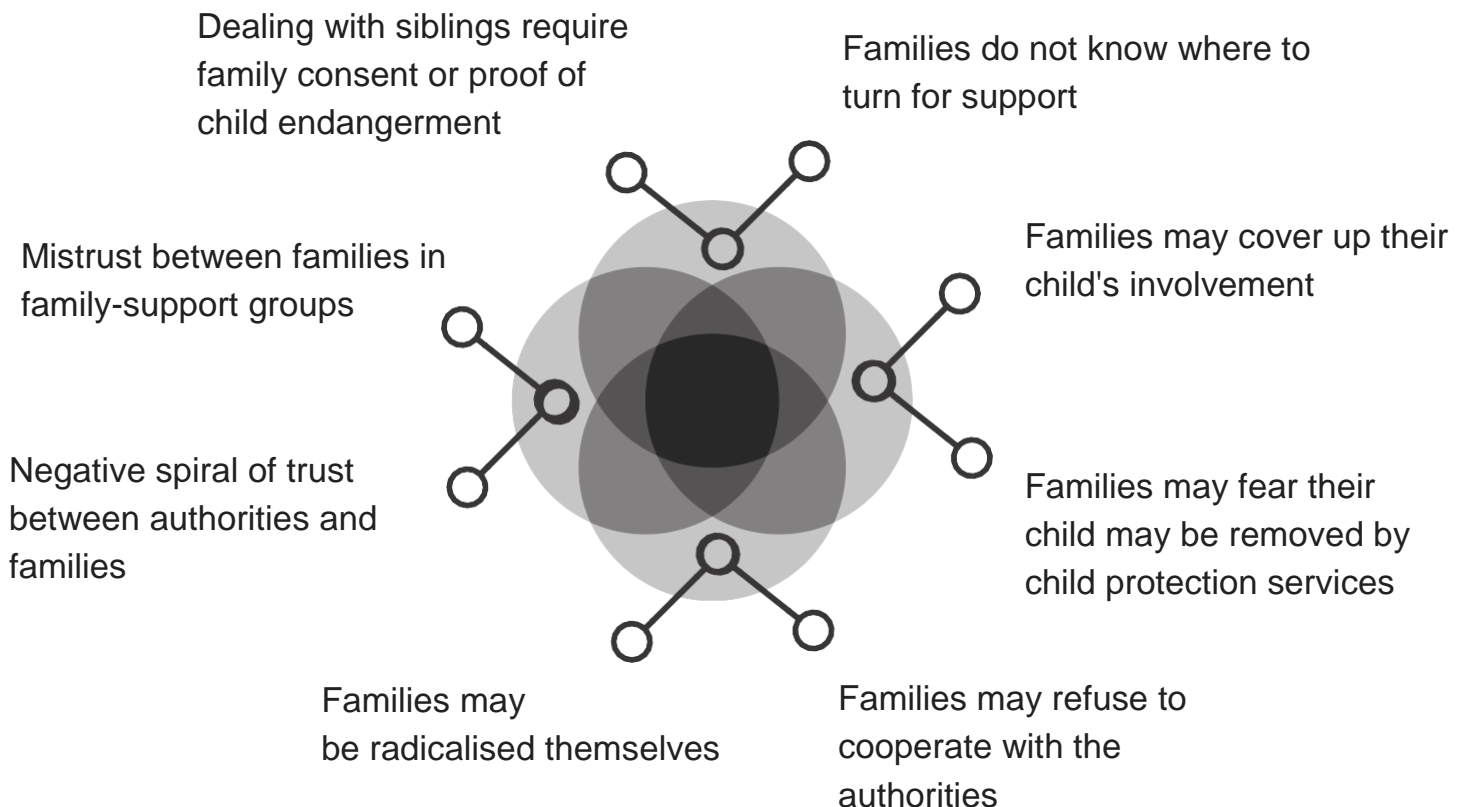 Dealing with siblings require
family consent or proof of
child endangerment
Families do not know where to
turn for support
Mistrust between families in
family-support groups
Families may cover up their
child's involvement
Negative spiral of trust
between authorities and
families
Families may fear their
child may be removed by
child protection services
Families may
be radicalised themselves
Families may refuse to
cooperate with the
authorities